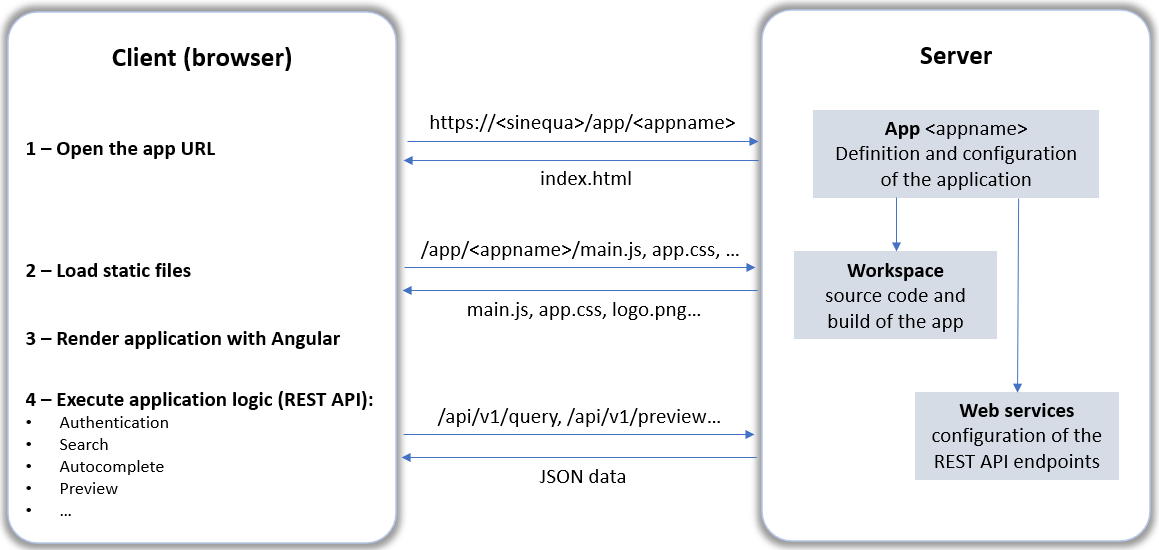 Client (browser)
1 – Open the app URL
2 – Load static files
3 – Render application with Angular
4 – Execute application logic (REST API):
• Authentication
• Search
• Autocomplete
• Preview
• ...
https://<sinequa>/app/<appname>
index.html
/app/<appname>/main.js, app.css, ...
main.js, app.css, logo.png...
/api/v1/query, /api/v1/preview...
JSON data
Server
App <appname>
Definition and configuration
of the application
Workspace
source code and
build of the app
Web services
configuration of the
REST API endpoints